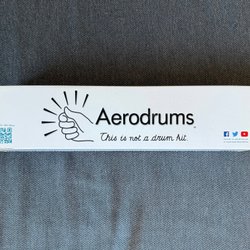 Aerodrums
This is not a drum kit.